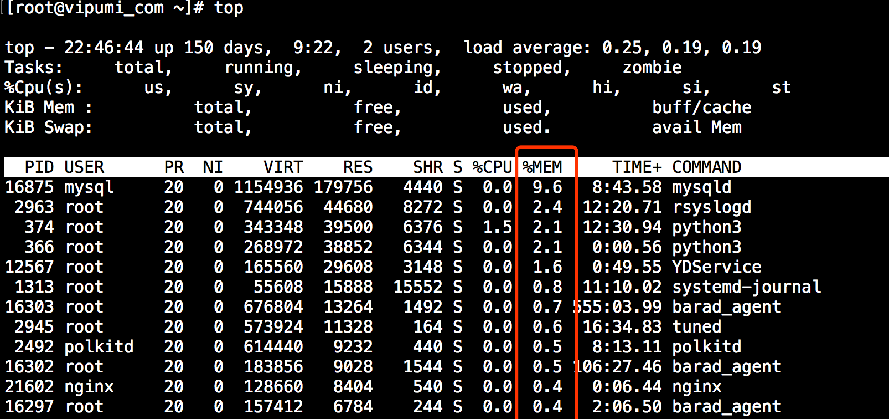 [[root@vipumi_com ~]# top
top - 22:46:44 up 150 days,  9:22,  2 users,  load average: 0.25, 0.19, 0.19
Tasks:     total,     running,     sleeping,     stopped,     zombie
%Cpu(s):     us,     sy,     ni,     id,     wa,     hi,     si,     st
KiB Mem :          total,          free,          used,          buff/cache
KiB Swap:          total,          free,          used.          avail Mem
  PID USER      PR  NI    VIRT    RES    SHR S %CPU %MEM     TIME+ COMMAND
16875 mysql     20   0 1154936 179756   4440 S  0.0  9.6   8:43.58 mysqld
 2963 root      20   0  744056  44680   8272 S  0.0  2.4  12:20.71 rsyslogd
  374 root      20   0  343348  39500   6376 S  1.5  2.1  12:30.94 python3
  366 root      20   0  268972  38852   6344 S  0.0  2.1   0:00.56 python3
12567 root      20   0  165560  29608   3148 S  0.0  1.6   0:49.55 YDService
 1313 root      20   0   55608  15888  15552 S  0.0  0.8  11:10.02 systemd-journal
16303 root      20   0  676804  13264   1492 S  0.0  0.7 555:03.99 barad_agent
 2945 root      20   0  573924  11328    164 S  0.0  0.6  16:34.83 tuned
 2492 polkitd   20   0  614440   9232    440 S  0.0  0.5   8:13.11 polkitd
16302 root      20   0  183856   9028   1544 S  0.0  0.5 106:27.46 barad_agent
21602 nginx     20   0  128660   8404    540 S  0.0  0.4   0:06.44 nginx
16297 root      20   0  157412   6784    244 S  0.0  0.4   2:06.50 barad_agent